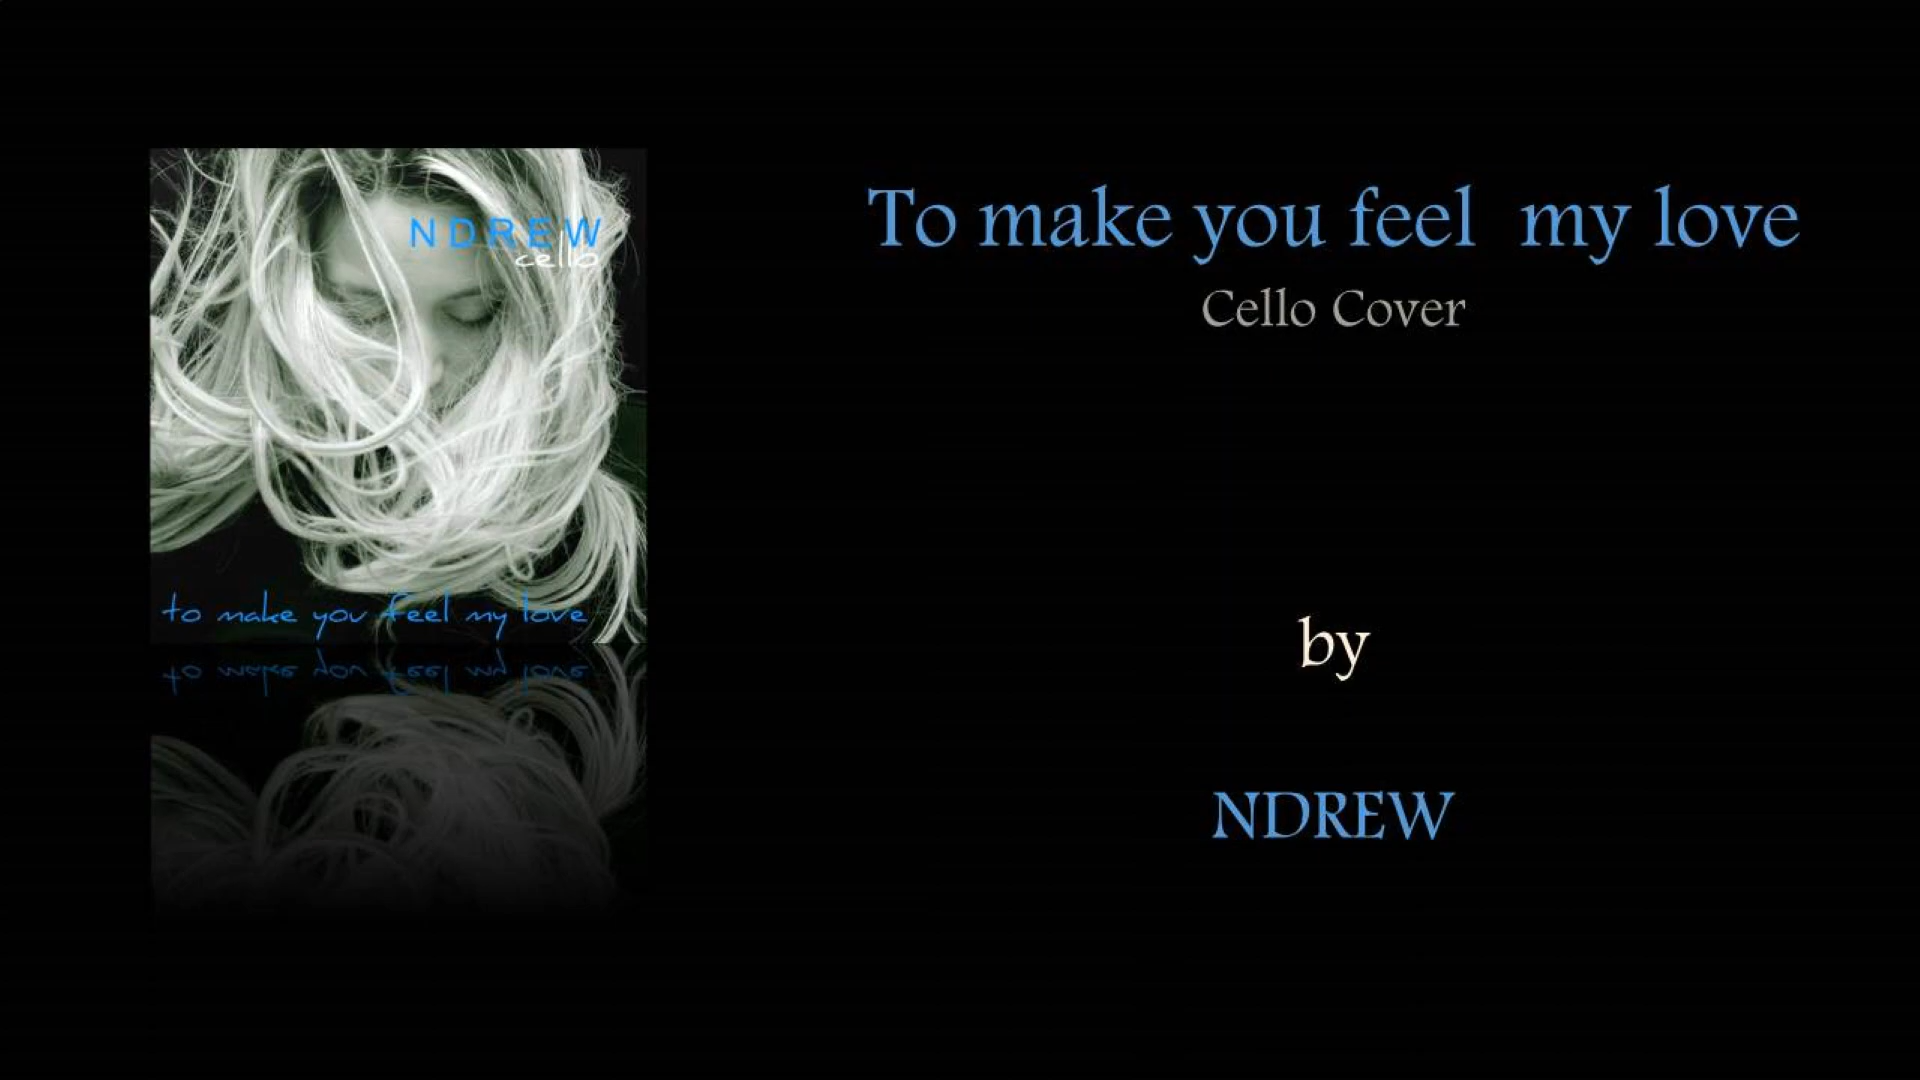 NDREW
cello
to make you feel my love
To make you feel  my love
Cello Cover
by
NDREW